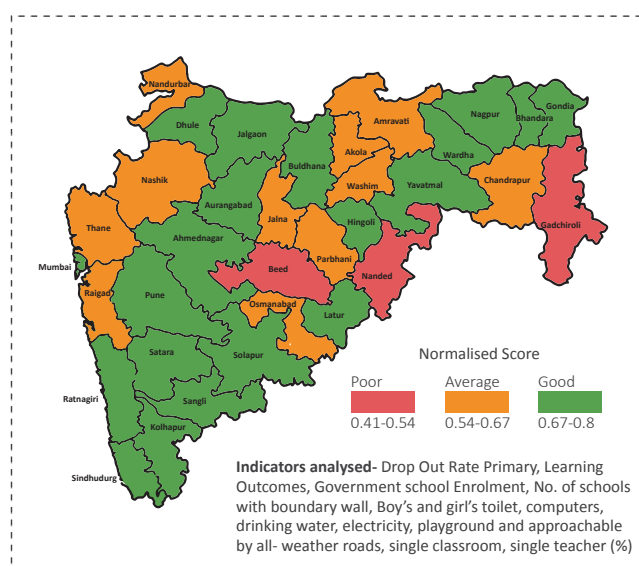 Nandurbar
Dhule
Jalgaon
Buldhana
Amravati
Akola
Washim
Nagpur
Bhandara
Gondia
Wardha
Yavatmal
Chandrapur
Gadchiroli
Nashik
Aurangabad
Jalna
Hingoli
Parbhani
Nanded
Thane
Ahmednagar
Mumbai
Beed
Raigad
Pune
Osmanabad
Latur
Satara
Solapur
Ratnagiri
Sangli
Kolhapur
Sindhudurg
Normalised Score
Poor Average Good
0.41-0.54 0.54-0.67 0.67-0.8
Indicators analysed- Drop Out Rate Primary, Learning
Outcomes, Government school Enrolment, No. of schools
with boundary wall, Boy's and girl's toilet, computers,
drinking water, electricity, playground and approachable
by all- weather roads, single classroom, single teacher (%)